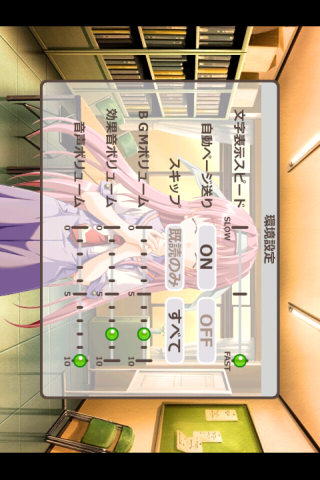 環境設定
文字表示スピード
SLOW FAST
自動ページ送り ON OFF
スキップ 既読のみ すべて
BGMボリューム 0 5 10
効果音ボリューム 0 5 10
音声ボリューム 0 5 10